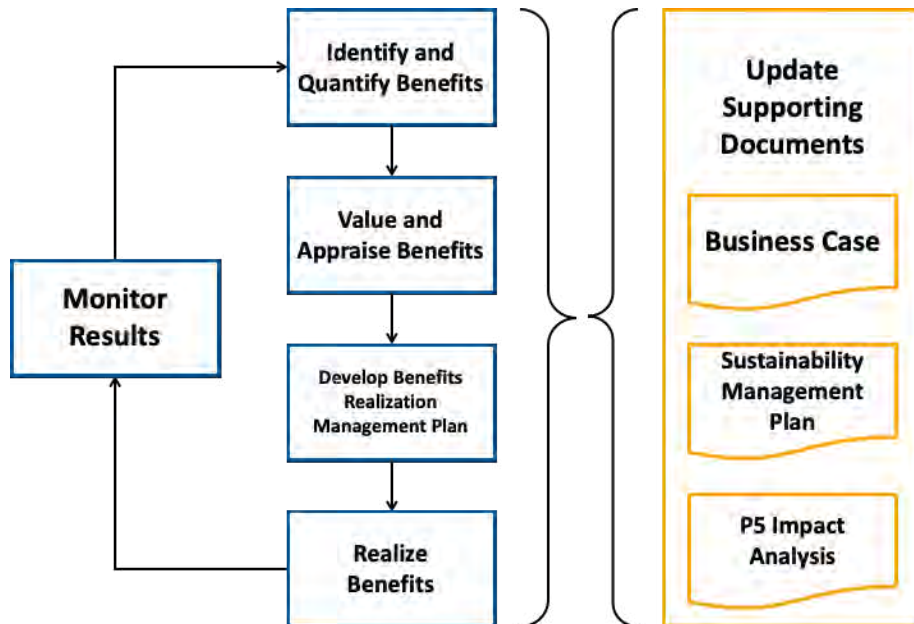 Identify and
Quantify Benefits
Value and
Appraise Benefits
Monitor
Results
Develop Benefits
Realization
Management Plan
Realize
Benefits
Update
Supporting
Documents
Business Case
Sustainability
Management
Plan
P5 Impact
Analysis